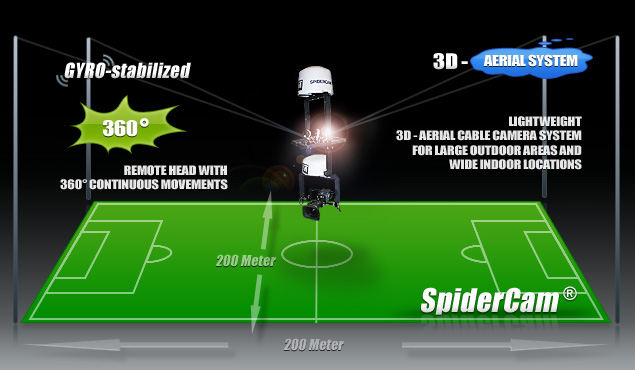 GYRO-stabilized
3D - AERIAL SYSTEM
SPIDERCAM
360°
LIGHTWEIGHT
3D - AERIAL CABLE CAMERA SYSTEM
FOR LARGE OUTDOOR AREAS AND
WIDE INDOOR LOCATIONS
REMOTE HEAD WITH
360° CONTINUOUS MOVEMENTS
200 Meter
SpiderCam®
200 Meter